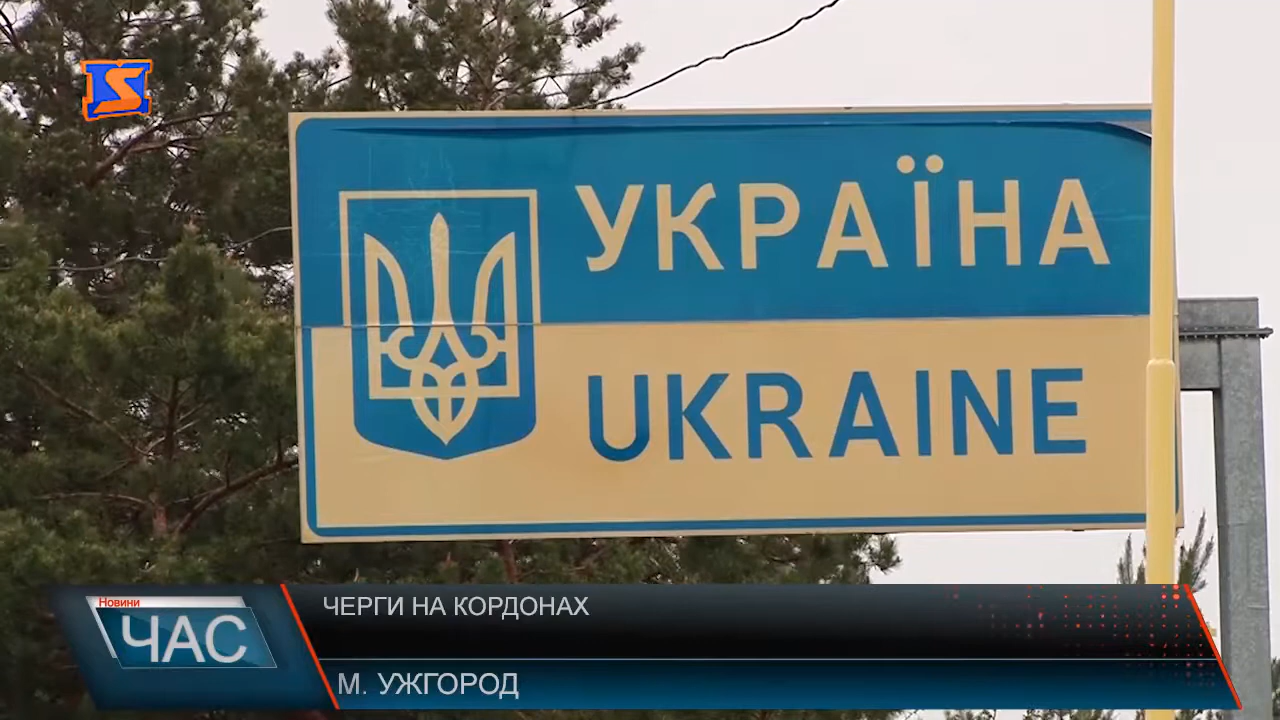 S
УКРАЇНА
UKRAINE
ЧЕРГИ НА КОРДОНАХ
Новини
ЧАС
М. УЖГОРОД